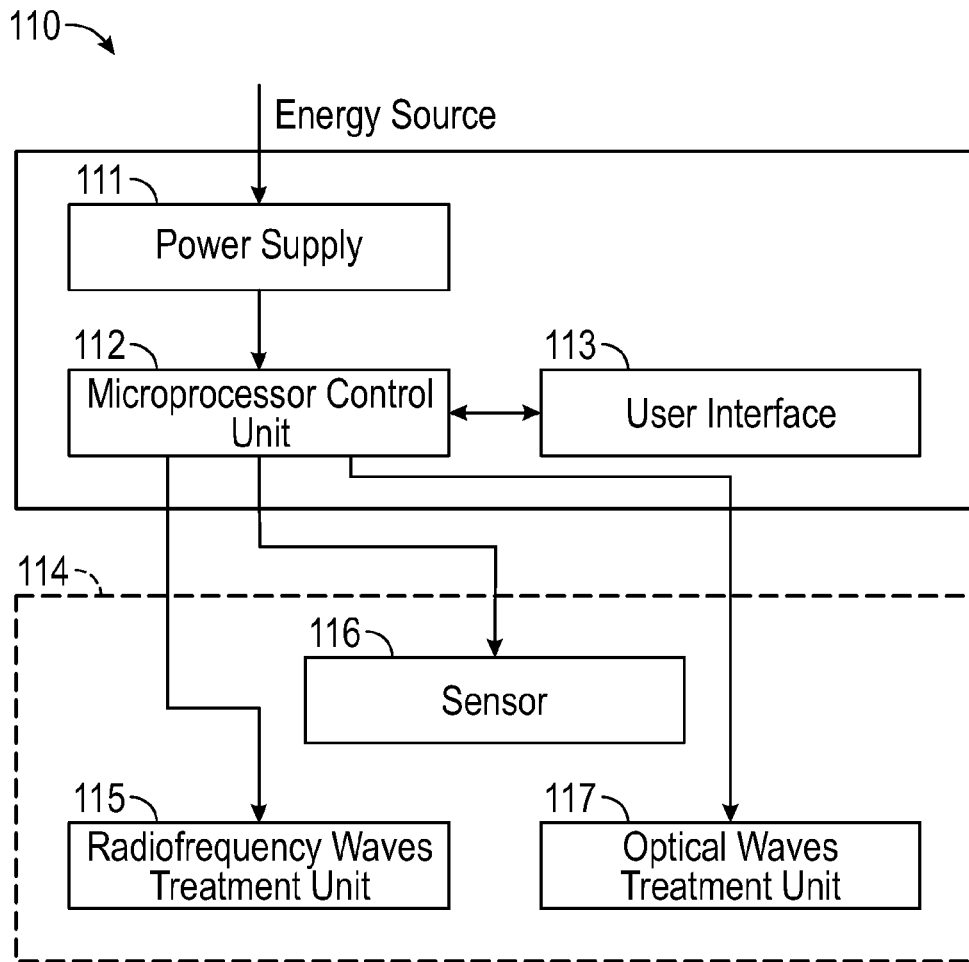 110
Energy Source
111
Power Supply
112
Microprocessor Control
Unit
113
User Interface
114
116
Sensor
115
Radiofrequency Waves
Treatment Unit
117
Optical Waves
Treatment Unit